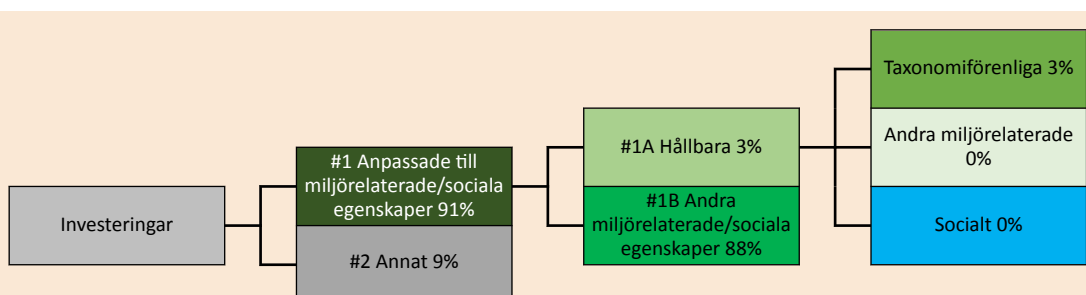 Investeringar
#1 Anpassade till
miljörelaterade/sociala
egenskaper 91%
#2 Annat 9%
#1A Hållbara 3%
#1B Andra
miljörelaterade/sociala
egenskaper 88%
Taxonomiförenliga 3%
Andra miljörelaterade
0%
Socialt 0%